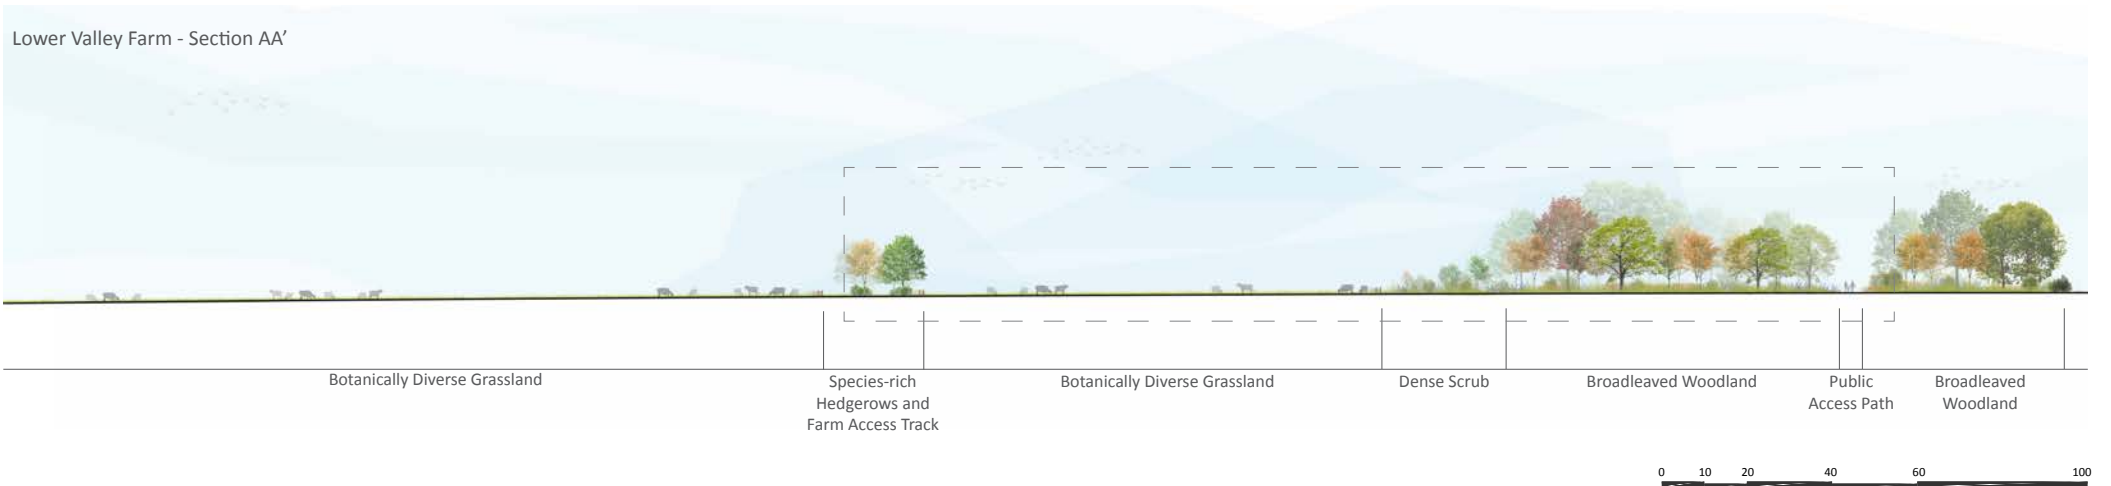 Lower Valley Farm - Section AA’
Botanically Diverse Grassland
Species-rich
Hedgerows and
Farm Access Track
Botanically Diverse Grassland
Dense Scrub
Broadleaved Woodland
Public
Access Path
Broadleaved
Woodland
0 10 20 40 60 100